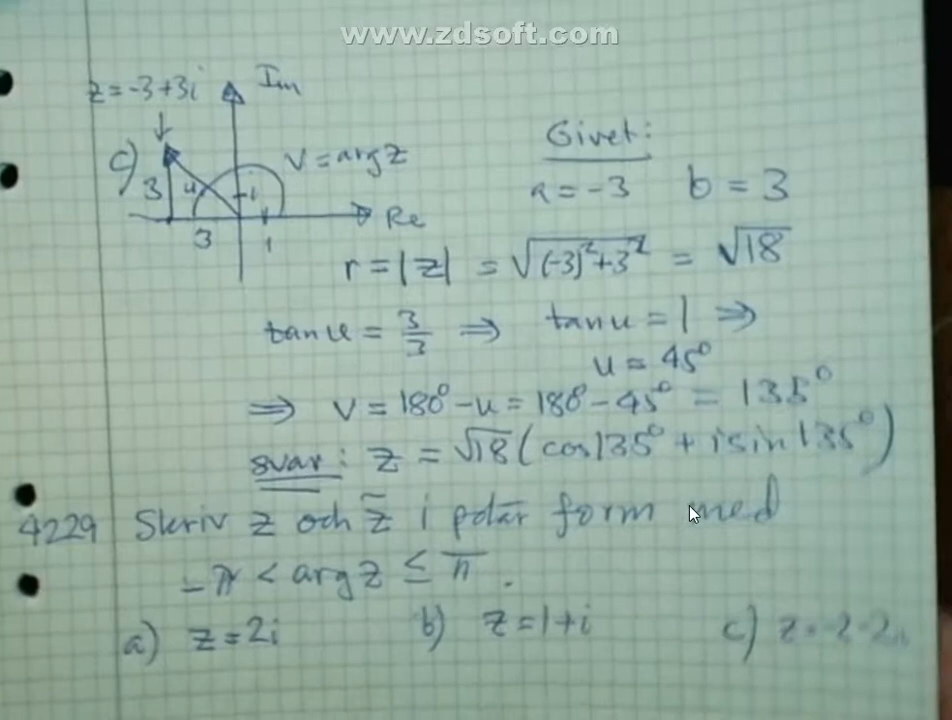 www.zdsoft.com
z=-3+3i Im
c) 3 u 1 v=arg z
3 1 Re
Givet:
a=-3 b=3
r=|z| = √((-3)²+3²) = √18
tan u = 3/3 ⇒ tan u = 1 ⇒
u = 45°
⇒ v = 180°-u = 180°-45° = 135°
svar: z = √18 (cos 135° + i sin 135°)
4229 Skriv z och z̄ i polär form med
-π < arg z ≤ π.
a) z=2i b) z=1+i c) z=-2-2i